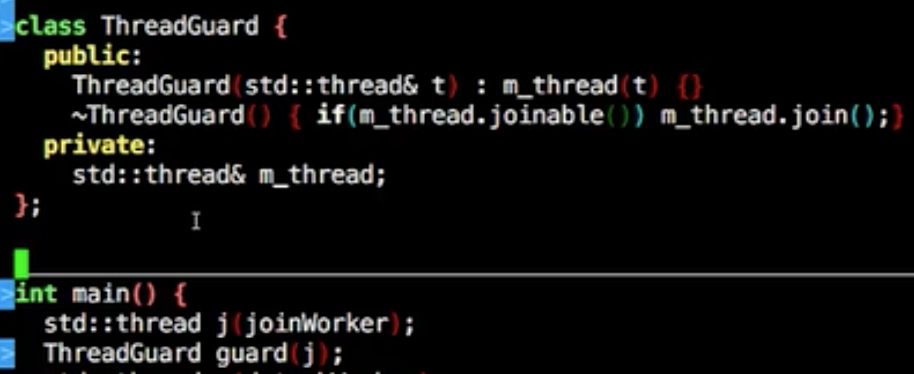 >class ThreadGuard {
public:
ThreadGuard(std::thread& t) : m_thread(t) {}
~ThreadGuard() { if(m_thread.joinable()) m_thread.join();}
private:
std::thread& m_thread;
};
>int main() {
std::thread j(joinWorker);
> ThreadGuard guard(j);